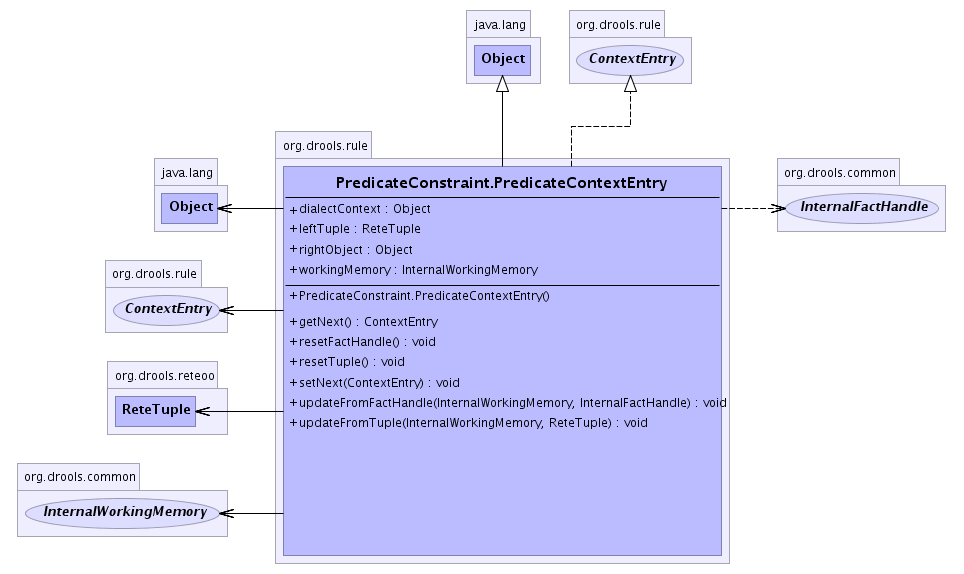 java.lang
Object
org.drools.rule
ContextEntry
org.drools.rule
PredicateConstraint.PredicateContextEntry
+ dialectContext : Object
+ leftTuple : ReteTuple
+ rightObject : Object
+ workingMemory : InternalWorkingMemory
+ PredicateConstraint.PredicateContextEntry()
+ getNext() : ContextEntry
+ resetFactHandle() : void
+ resetTuple() : void
+ setNext(ContextEntry) : void
+ updateFromFactHandle(InternalWorkingMemory, InternalFactHandle) : void
+ updateFromTuple(InternalWorkingMemory, ReteTuple) : void
java.lang
Object
org.drools.rule
ContextEntry
org.drools.reteoo
ReteTuple
org.drools.common
InternalWorkingMemory
org.drools.common
InternalFactHandle